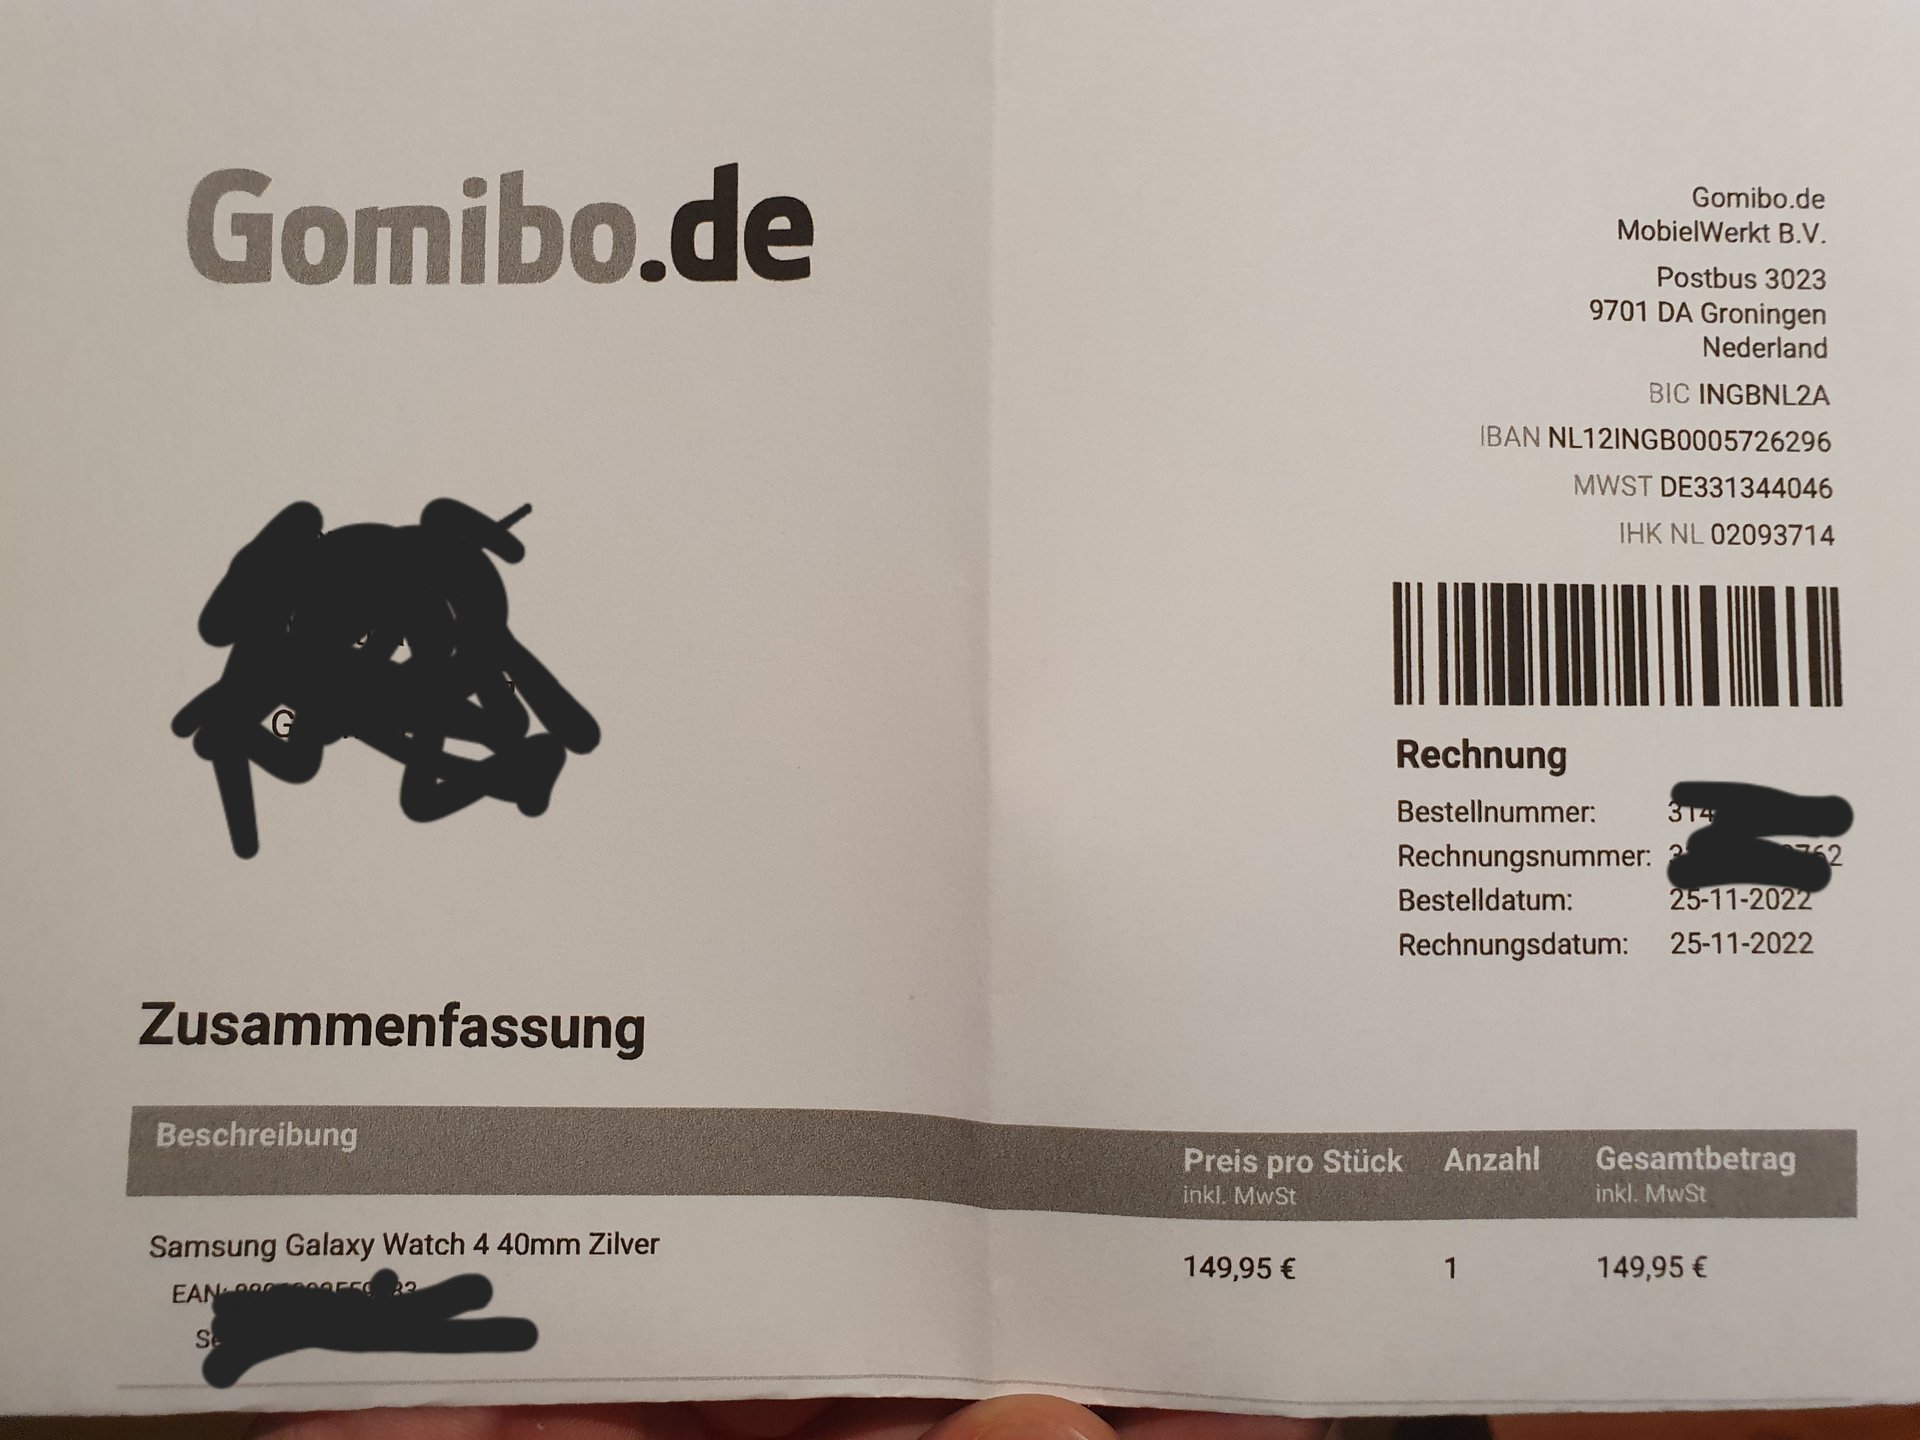 Gomibo.de
Gomibo.de
MobielWerkt B.V.
Postbus 3023
9701 DA Groningen
Nederland
BIC INGBNL2A
IBAN NL12INGB0005726296
MWST DE331344046
IHK NL 02093714
Rechnung
Bestellnummer:
Rechnungsnummer:
Bestelldatum: 25-11-2022
Rechnungsdatum: 25-11-2022
Zusammenfassung
Beschreibung Preis pro Stück Anzahl Gesamtbetrag
inkl. MwSt inkl. MwSt
Samsung Galaxy Watch 4 40mm Zilver 149,95 € 1 149,95 €
EAN: